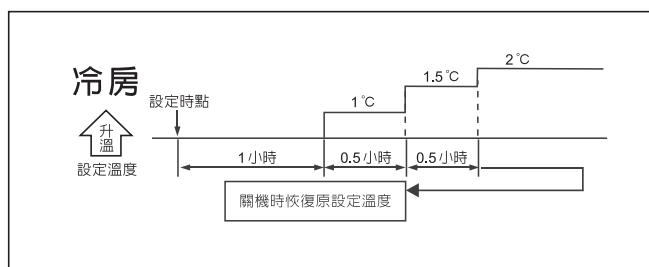 冷房
升溫
設定溫度
設定時點
1℃
1.5℃
2℃
1小時
0.5小時
0.5小時
關機時恢復原設定溫度